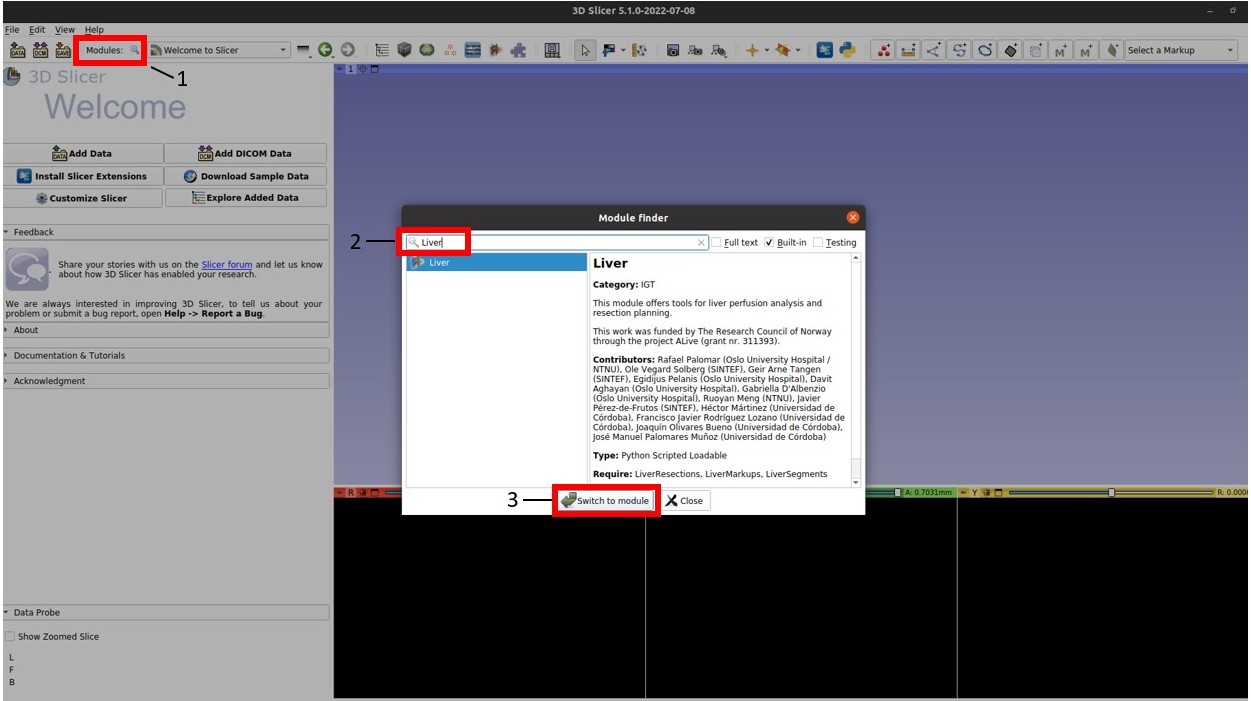 3D Slicer 5.1.0-2022-07-08
File Edit View Help
DATA DCM SAVE Modules: Welcome to Slicer Select a Markup
1
3D Slicer
Welcome
1
Add Data
Add DICOM Data
Install Slicer Extensions
Download Sample Data
Customize Slicer
Explore Added Data
Feedback
Share your stories with us on the Slicer forum and let us know
about how 3D Slicer has enabled your research.
We are always interested in improving 3D Slicer, to tell us about your
problem or submit a bug report, open Help -> Report a Bug.
About
Documentation & Tutorials
Acknowledgment
Module finder
2
Liver
Full text Built-in Testing
Liver
Liver
Category: IGT
This module offers tools for liver perfusion analysis and
resection planning.
This work was funded by The Research Council of Norway
through the project ALive (grant nr. 311393).
Contributors: Rafael Palomar (Oslo University Hospital /
NTNU), Ole Vegard Solberg (SINTEF), Geir Arne Tangen
(SINTEF), Egidijus Pelanis (Oslo University Hospital), Davit
Aghayan (Oslo University Hospital), Gabriella D'Albenzio
(Oslo University Hospital), Ruoyan Meng (NTNU), Javier
Pérez-de-Frutos (SINTEF), Héctor Mártinez (Universidad de
Córdoba), Francisco Javier Rodríguez Lozano (Universidad de
Córdoba), Joaquín Olivares Bueno (Universidad de Córdoba),
José Manuel Palomares Muñoz (Universidad de Córdoba)
Type: Python Scripted Loadable
Require: LiverResections, LiverMarkups, LiverSegments
3
Switch to module
Close
R
A: 0.7031mm
Y
R: 0.000
Data Probe
Show Zoomed Slice
L
F
B